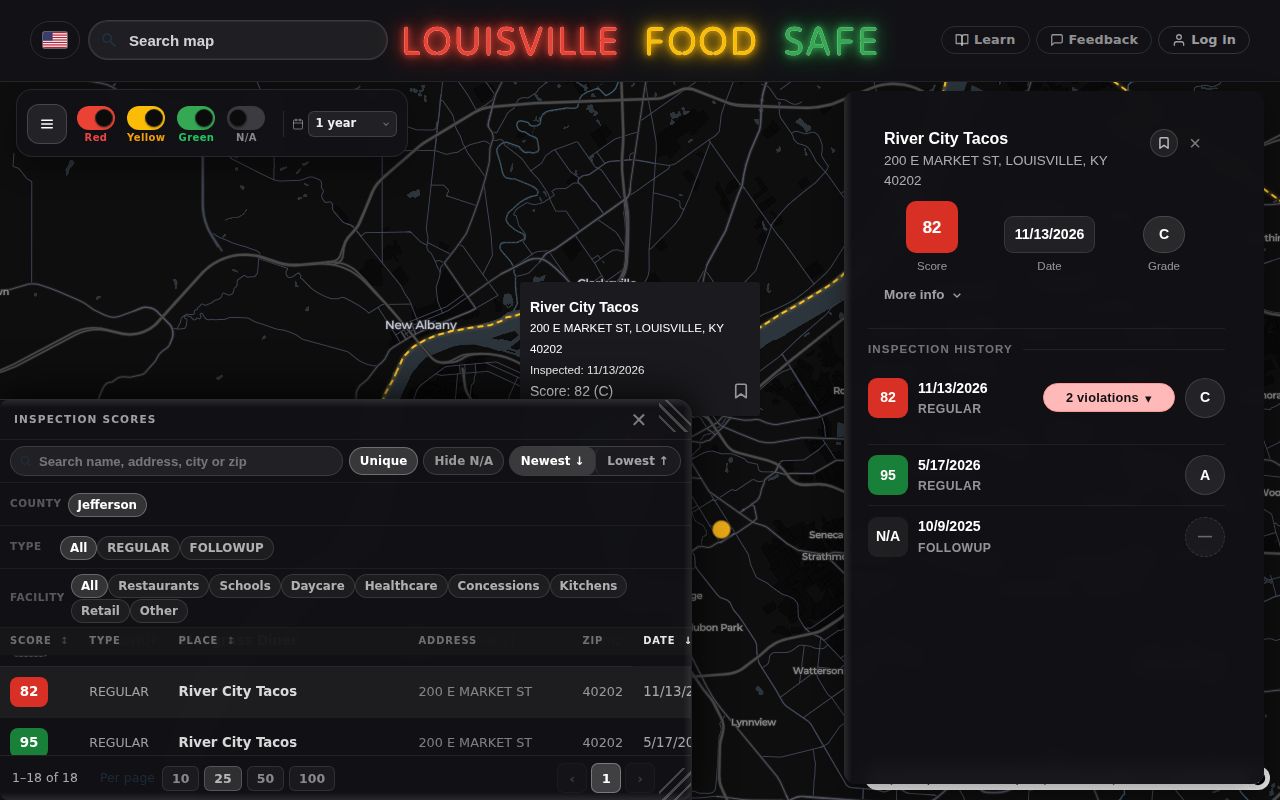 Search map
LOUISVILLE FOOD SAFE
Learn
Feedback
Log In
Red
Yellow
Green
N/A
1 year
New Albany
River City Tacos
200 E MARKET ST, LOUISVILLE, KY
40202
Inspected: 11/13/2026
Score: 82 (C)
River City Tacos
200 E MARKET ST, LOUISVILLE, KY
40202
82
11/13/2026
C
Score
Date
Grade
More info
INSPECTION HISTORY
82
11/13/2026
REGULAR
2 violations ▾
C
95
5/17/2026
REGULAR
A
N/A
10/9/2025
FOLLOWUP
—
INSPECTION SCORES
Search name, address, city or zip
Unique
Hide N/A
Newest ↓
Lowest ↑
COUNTY
Jefferson
TYPE
All
REGULAR
FOLLOWUP
FACILITY
All
Restaurants
Schools
Daycare
Healthcare
Concessions
Kitchens
Retail
Other
SCORE ↕ TYPE PLACE ↕ ADDRESS ZIP DATE ↓
82 REGULAR River City Tacos 200 E MARKET ST 40202 11/13/2
95 REGULAR River City Tacos 200 E MARKET ST 40202 5/17/20
1–18 of 18
Per page
10
25
50
100
‹
1
›
Seneca
Strathmo
ubon Park
Watterson
Lynnview